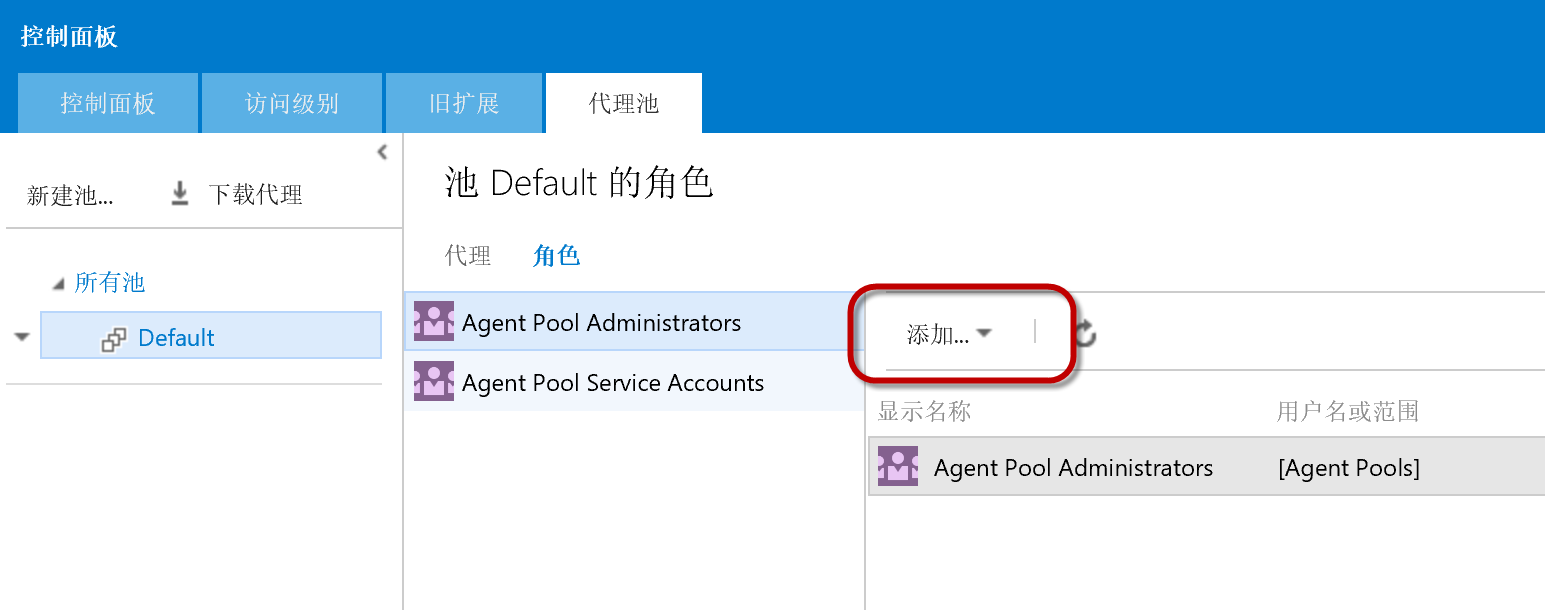 控制面板
控制面板 访问级别 旧扩展 代理池
新建池... 下载代理
所有池
Default
池 Default 的角色
代理 角色
Agent Pool Administrators
Agent Pool Service Accounts
添加...
显示名称 用户名或范围
Agent Pool Administrators [Agent Pools]